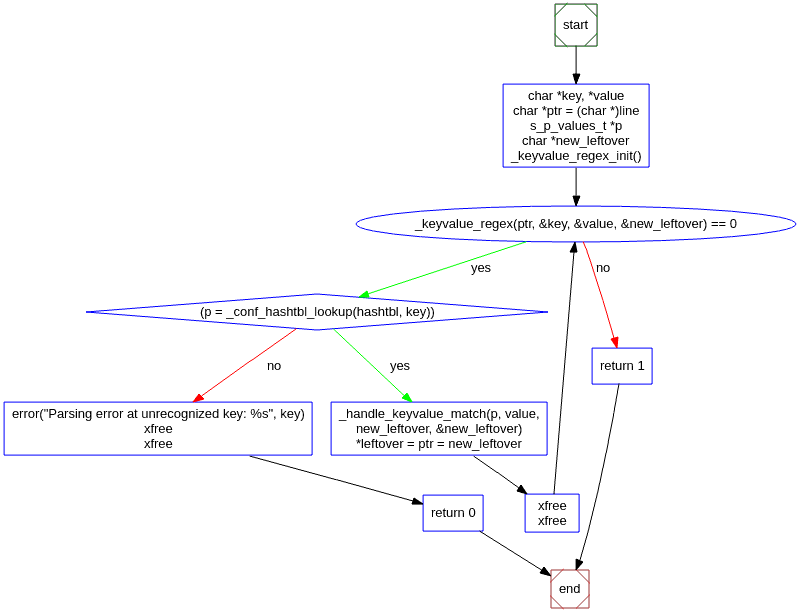 start
char *key, *value
char *ptr = (char *)line
s_p_values_t *p
char *new_leftover
_keyvalue_regex_init()
_keyvalue_regex(ptr, &key, &value, &new_leftover) == 0
yes
no
(p = _conf_hashtbl_lookup(hashtbl, key))
no
yes
return 1
error("Parsing error at unrecognized key: %s", key)
xfree
xfree
_handle_keyvalue_match(p, value,
new_leftover, &new_leftover)
*leftover = ptr = new_leftover
return 0
xfree
xfree
end